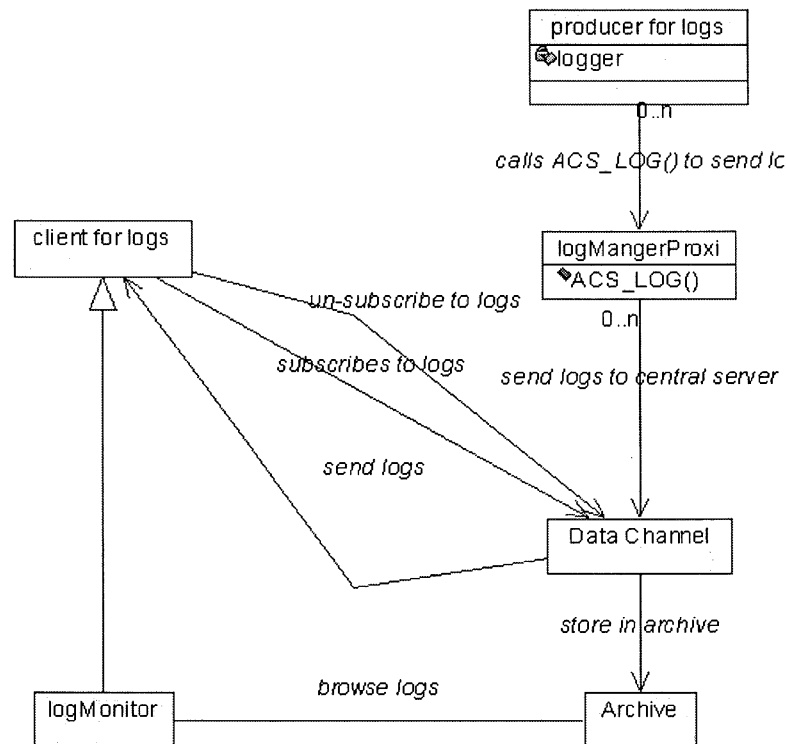 producer for logs
logger
0..n
calls ACS_LOG() to send lc
client for logs
logMangerProxi
ACS_LOG()
0..n
un-subscribe to logs
subscribes to logs
send logs to central server
send logs
Data Channel
store in archive
browse logs
logMonitor
Archive